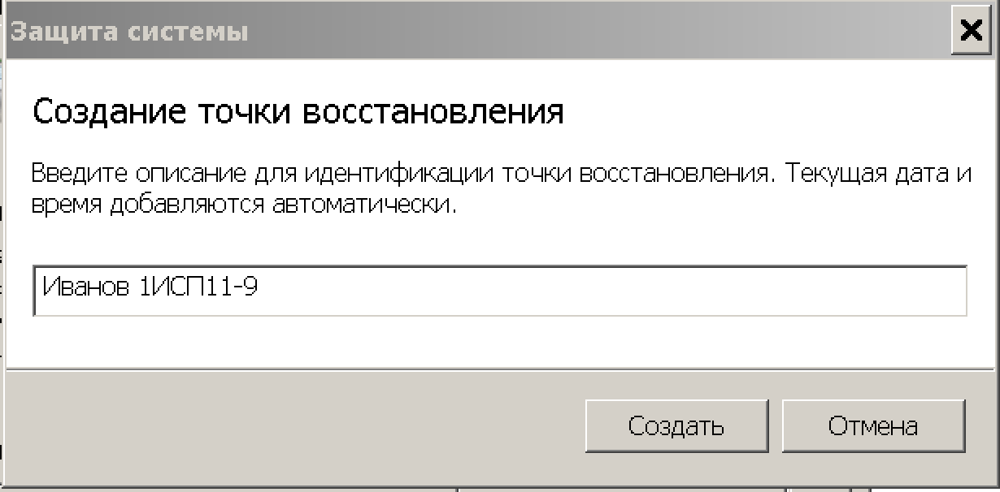 Защита системы
Создание точки восстановления
Введите описание для идентификации точки восстановления. Текущая дата и
время добавляются автоматически.
Иванов 1ИСП11-9
Создать
Отмена